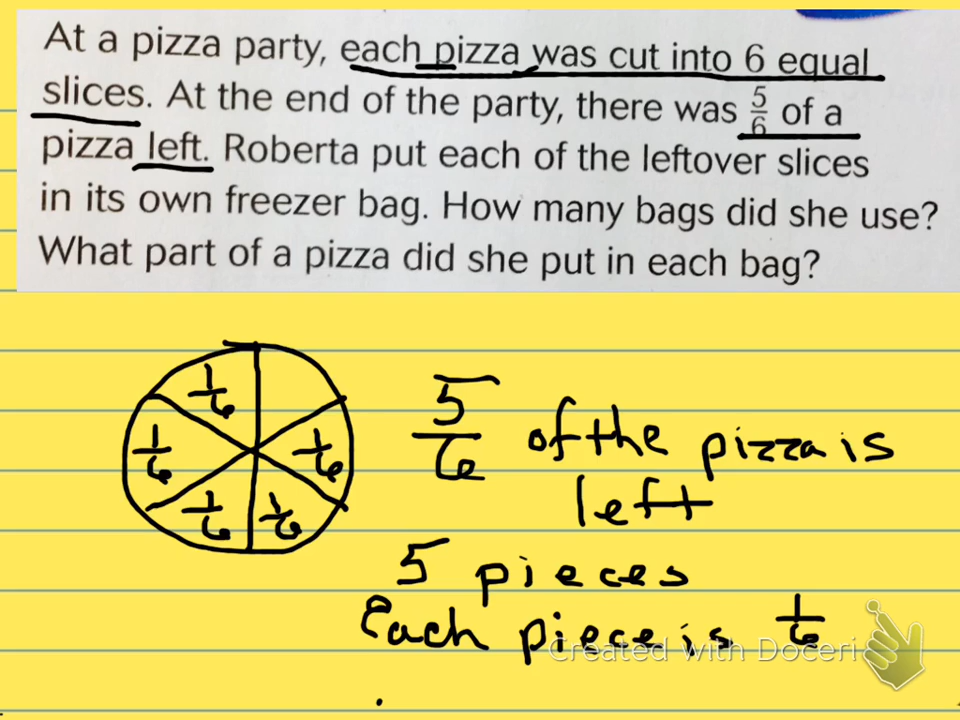 At a pizza party, each pizza was cut into 6 equal
slices. At the end of the party, there was 5/6 of a
pizza left. Roberta put each of the leftover slices
in its own freezer bag. How many bags did she use?
What part of a pizza did she put in each bag?
1/6
1/6 1/6
1/6 1/6
5/6 of the pizza is
left
5 pieces
Each piece is 1/6
Created with Doceri